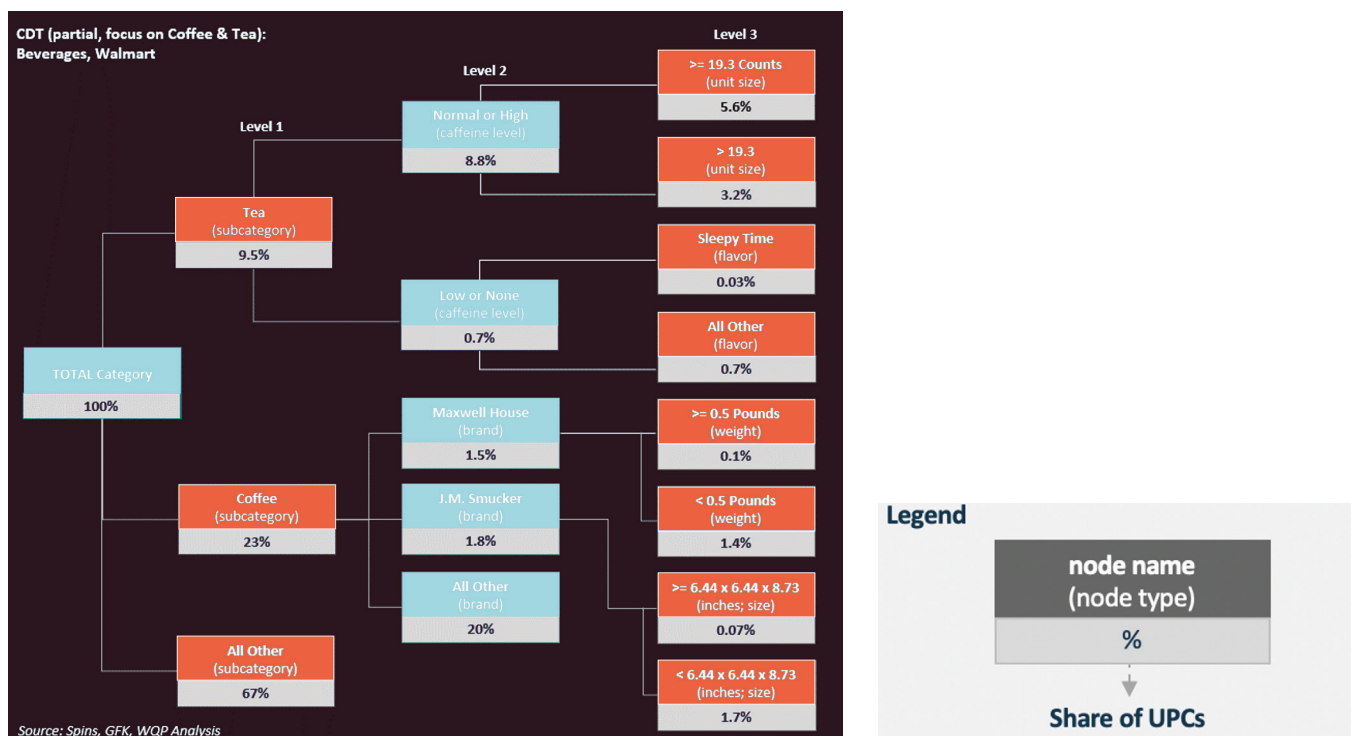 CDT (partial, focus on Coffee & Tea):
Beverages, Walmart
Level 1
Level 2
Level 3
TOTAL Category
100%
Tea
(subcategory)
9.5%
Normal or High
(caffeine level)
8.8%
>= 19.3 Counts
(unit size)
5.6%
> 19.3
(unit size)
3.2%
Low or None
(caffeine level)
0.7%
Sleepy Time
(flavor)
0.03%
All Other
(flavor)
0.7%
Coffee
(subcategory)
23%
Maxwell House
(brand)
1.5%
>= 0.5 Pounds
(weight)
0.1%
< 0.5 Pounds
(weight)
1.4%
J.M. Smucker
(brand)
1.8%
>= 6.44 x 6.44 x 8.73
(inches; size)
0.07%
< 6.44 x 6.44 x 8.73
(inches; size)
1.7%
All Other
(brand)
20%
All Other
(subcategory)
67%
Source: Spins, GFK, WQP Analysis
Legend
node name
(node type)
%
Share of UPCs